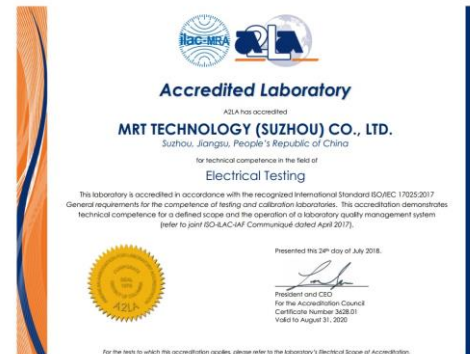 ilac-MRA
A2LA
Accredited Laboratory
A2LA has accredited
MRT TECHNOLOGY (SUZHOU) CO., LTD.
Suzhou, Jiangsu, People's Republic of China
for technical competence in the field of
Electrical Testing
This laboratory is accredited in accordance with the recognized International Standard ISO/IEC 17025:2017
General requirements for the competence of testing and calibration laboratories. This accreditation demonstrates
technical competence for a defined scope and the operation of a laboratory quality management system
(refer to joint ISO-ILAC-IAF Communiqué dated April 2017).
Presented this 24th day of July 2018.
President and CEO
For the Accreditation Council
Certificate Number 3628.01
Valid to August 31, 2020
SEAL
A2LA
For the tests to which this accreditation applies, please refer to the laboratory's Electrical Scope of Accreditation.